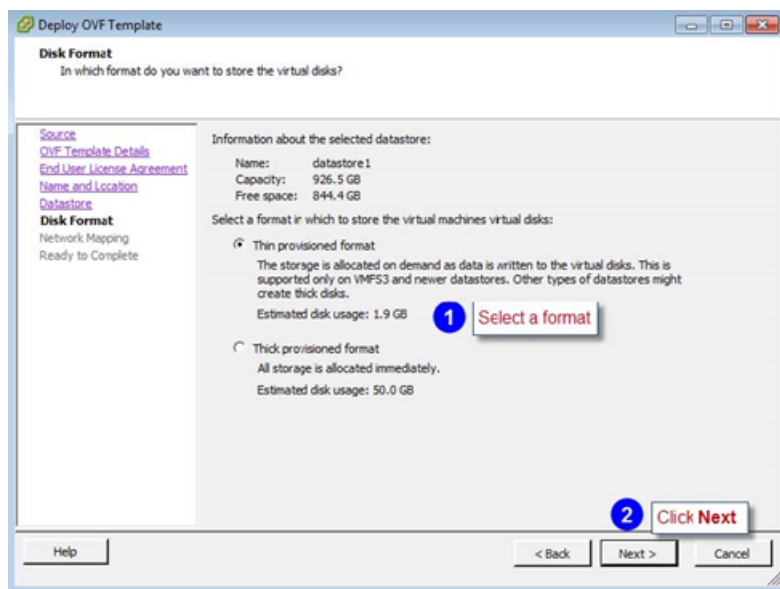 Deploy OVF Template
Disk Format
In which format do you want to store the virtual disks?
Source
OVF Template Details
End User License Agreement
Name and Location
Datastore
Disk Format
Network Mapping
Ready to Complete
Information about the selected datastore:
Name: datastore1
Capacity: 926.5 GB
Free space: 844.4 GB
Select a format in which to store the virtual machines virtual disks:
Thin provisioned format
The storage is allocated on demand as data is written to the virtual disks. This is
supported only on VMFS3 and newer datastores. Other types of datastores might
create thick disks.
Estimated disk usage: 1.9 GB
1 Select a format
Thick provisioned format
All storage is allocated immediately.
Estimated disk usage: 50.0 GB
2 Click Next
Help
< Back
Next >
Cancel